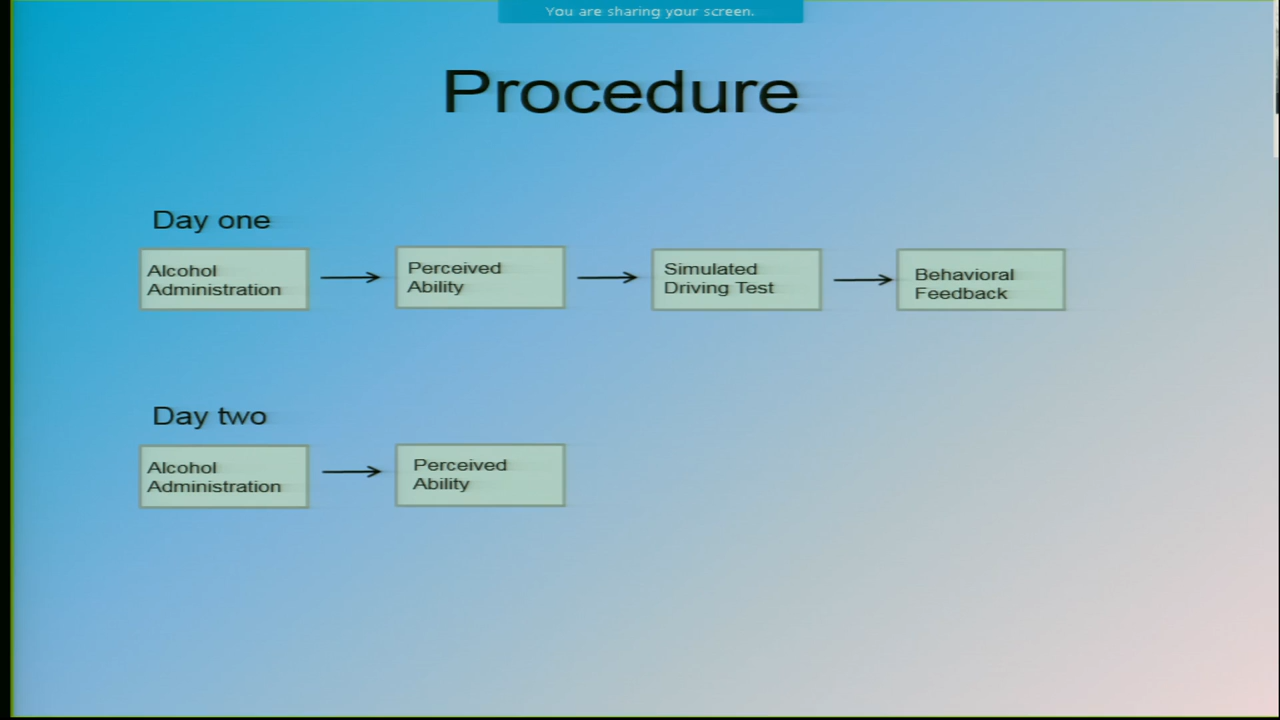 You are sharing your screen.
Procedure
Day one
Alcohol
Administration
Perceived
Ability
Simulated
Driving Test
Behavioral
Feedback
Day two
Alcohol
Administration
Perceived
Ability